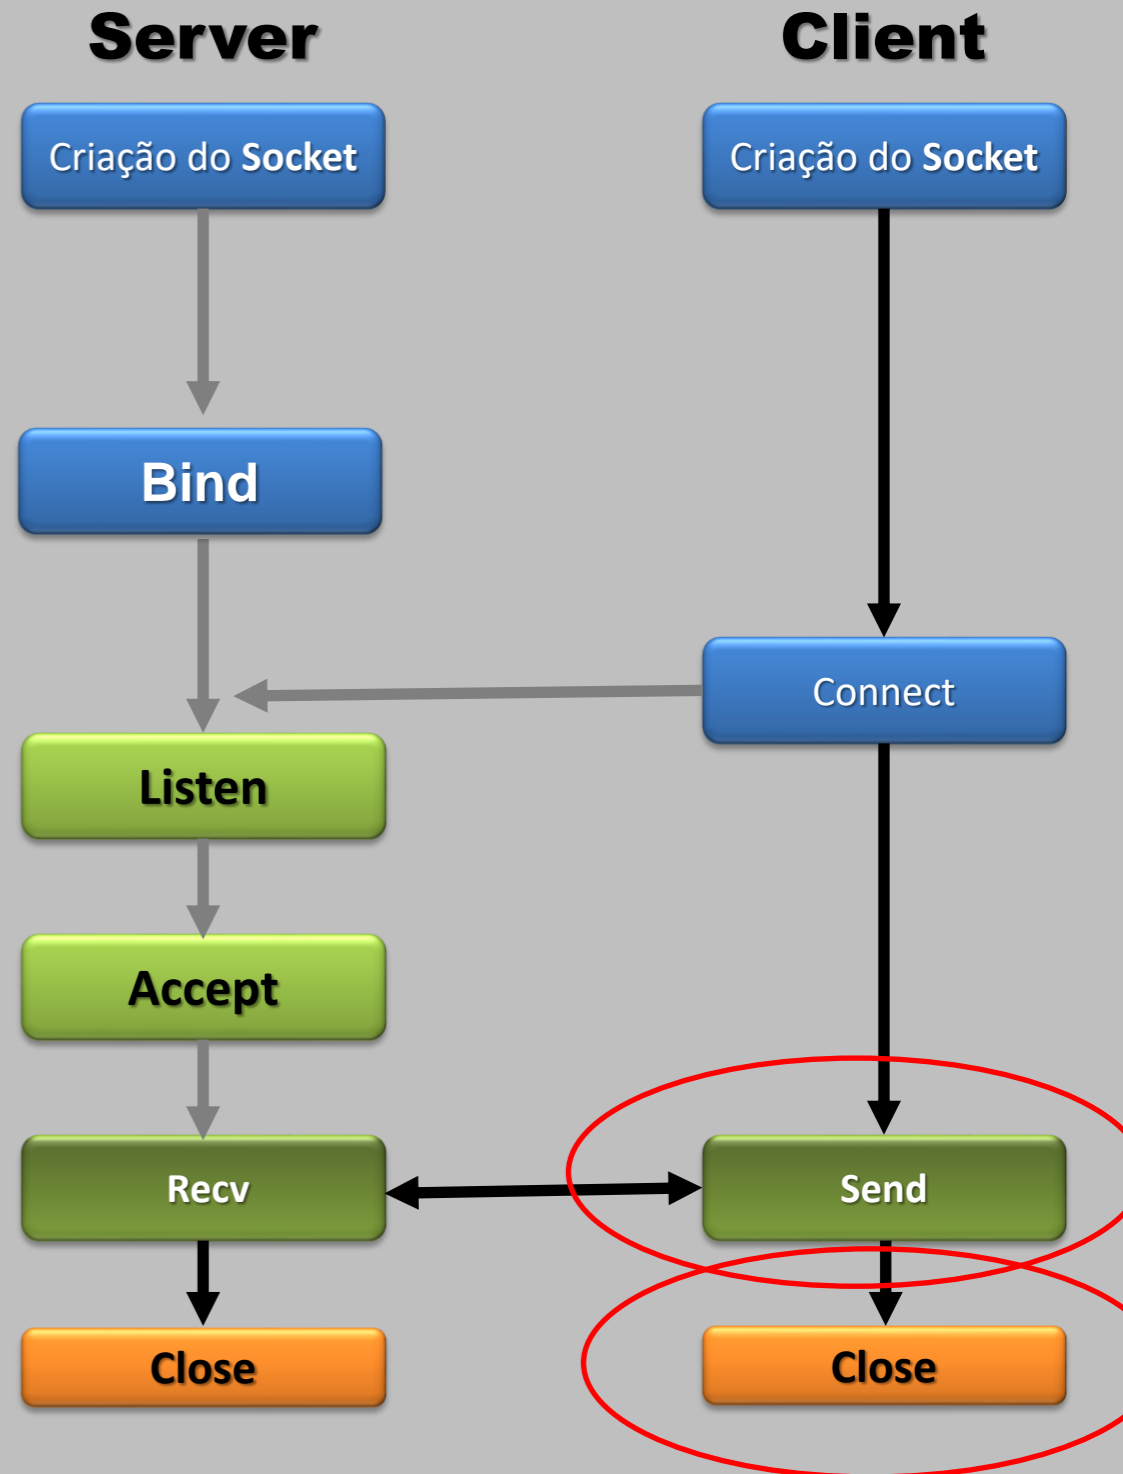 Server
Client
Criação do Socket
Criação do Socket
Bind
Connect
Listen
Accept
Recv
Send
Close
Close